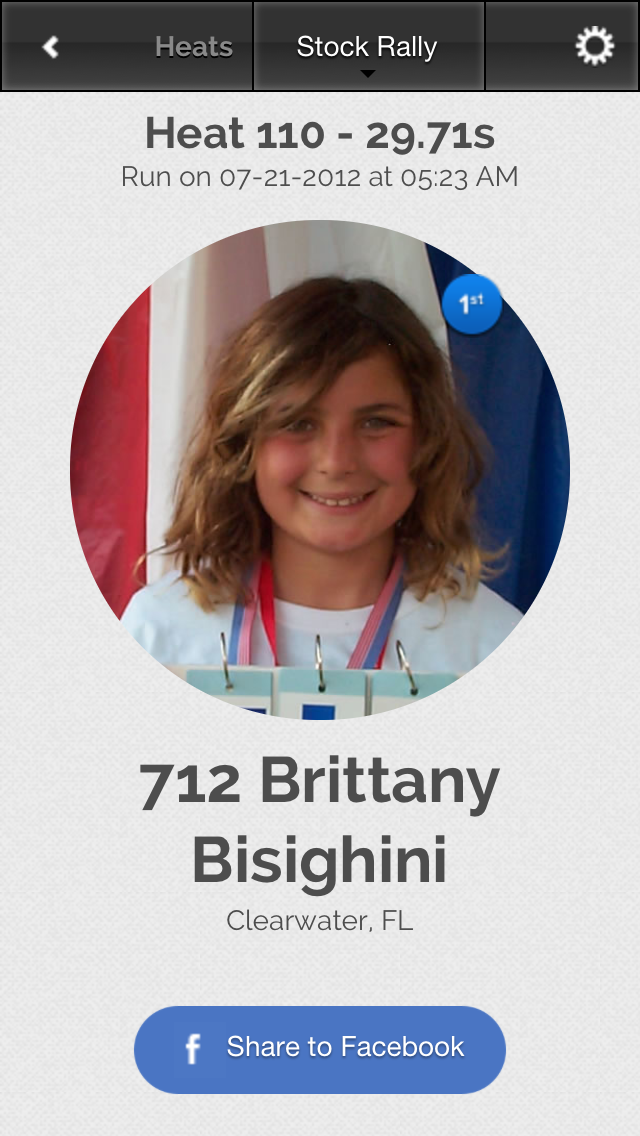 Heats
Stock Rally
Heat 110 - 29.71s
Run on 07-21-2012 at 05:23 AM
1st
712 Brittany
Bisighini
Clearwater, FL
f Share to Facebook